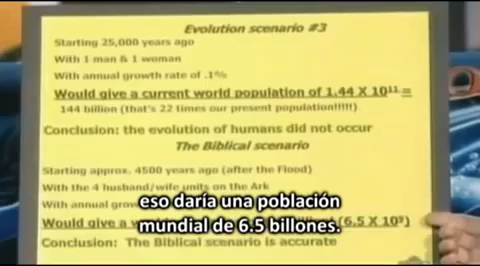 Evolution scenario #3
Starting 25,000 years ago
With 1 man & 1 woman
With annual growth rate of .1%
Would give a current world population of 1.44 X 10¹¹ =
144 billion (that's 22 times our present population!!!!!)
Conclusion: the evolution of humans did not occur
The Biblical scenario
Starting approx. 4500 years ago (after the Flood)
With the 4 husband/wife units on the Ark
With annual grow
eso daría una población
Would give a
mundial de 6.5 billones.
(6.5 X 10⁹)
Conclusion: The Biblical scenario is accurate